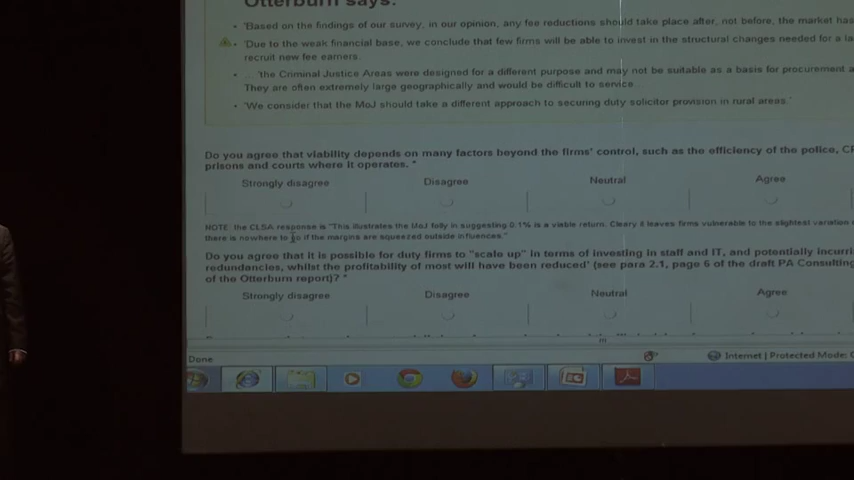 Otterburn says:
• 'Based on the findings of our survey, in our opinion, any fee reductions should take place after, not before, the market has
• 'Due to the weak financial base, we conclude that few firms will be able to invest in the structural changes needed for a
recruit new fee earners.
• ...'the Criminal Justice Areas were designed for a different purpose and may not be suitable as a basis for procurement
They are often extremely large geographically and would be difficult to service
• 'We consider that the MoJ should take a different approach to securing duty solicitor provision in rural areas.'
Do you agree that viability depends on many factors beyond the firms' control, such as the efficiency of the police,
prisons and courts where it operates. *
Strongly disagree Disagree Neutral Agree
NOTE: the CLSA response is "This illustrates the MoJ folly in suggesting 0.1% is a viable return. Clearly it leaves firms vulnerable to the slightest variation
there is nowhere to go if the margins are squeezed outside influences."
Do you agree that it is possible for duty firms to "scale up" in terms of investing in staff and IT, and potentially
redundancies, whilst the profitability of most will have been reduced' (see para 2.1, page 6 of the draft PA Consulting
of the Otterburn report)? *
Strongly disagree Disagree Neutral Agree
Done Internet | Protected Mode: